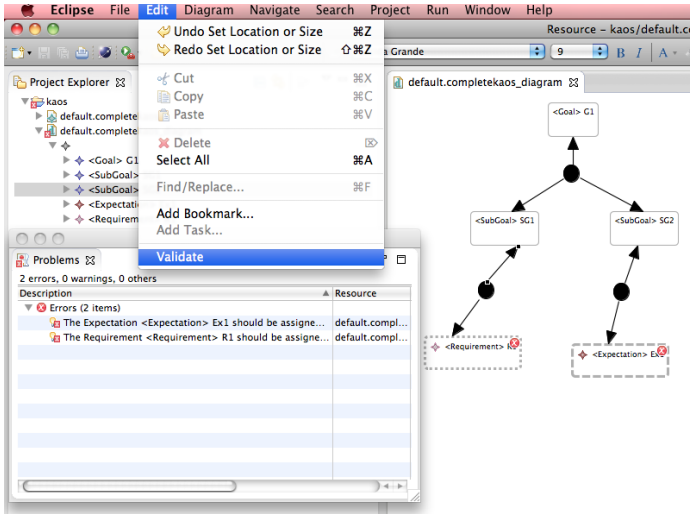 Eclipse File Edit Diagram Navigate Search Project Run Window Help
Resource – kaos/default.c
Undo Set Location or Size ⌘Z
Redo Set Location or Size ⇧⌘Z
Cut ⌘X
Copy ⌘C
Paste ⌘V
Delete ⌦
Select All ⌘A
Find/Replace... ⌘F
Add Bookmark...
Add Task...
Validate
a Grande 9 B I A
Project Explorer
kaos
default.complete
default.complete
<Goal> G1
<SubGoal>
<SubGoal>
<Expectati
<Requirem
default.completekaos_diagram
<Goal> G1
<SubGoal> SG1
<SubGoal> SG2
<Requirement> R
<Expectation> Ex
Problems
2 errors, 0 warnings, 0 others
Description Resource
Errors (2 items)
The Expectation <Expectation> Ex1 should be assigne... default.compl...
The Requirement <Requirement> R1 should be assigne... default.compl...